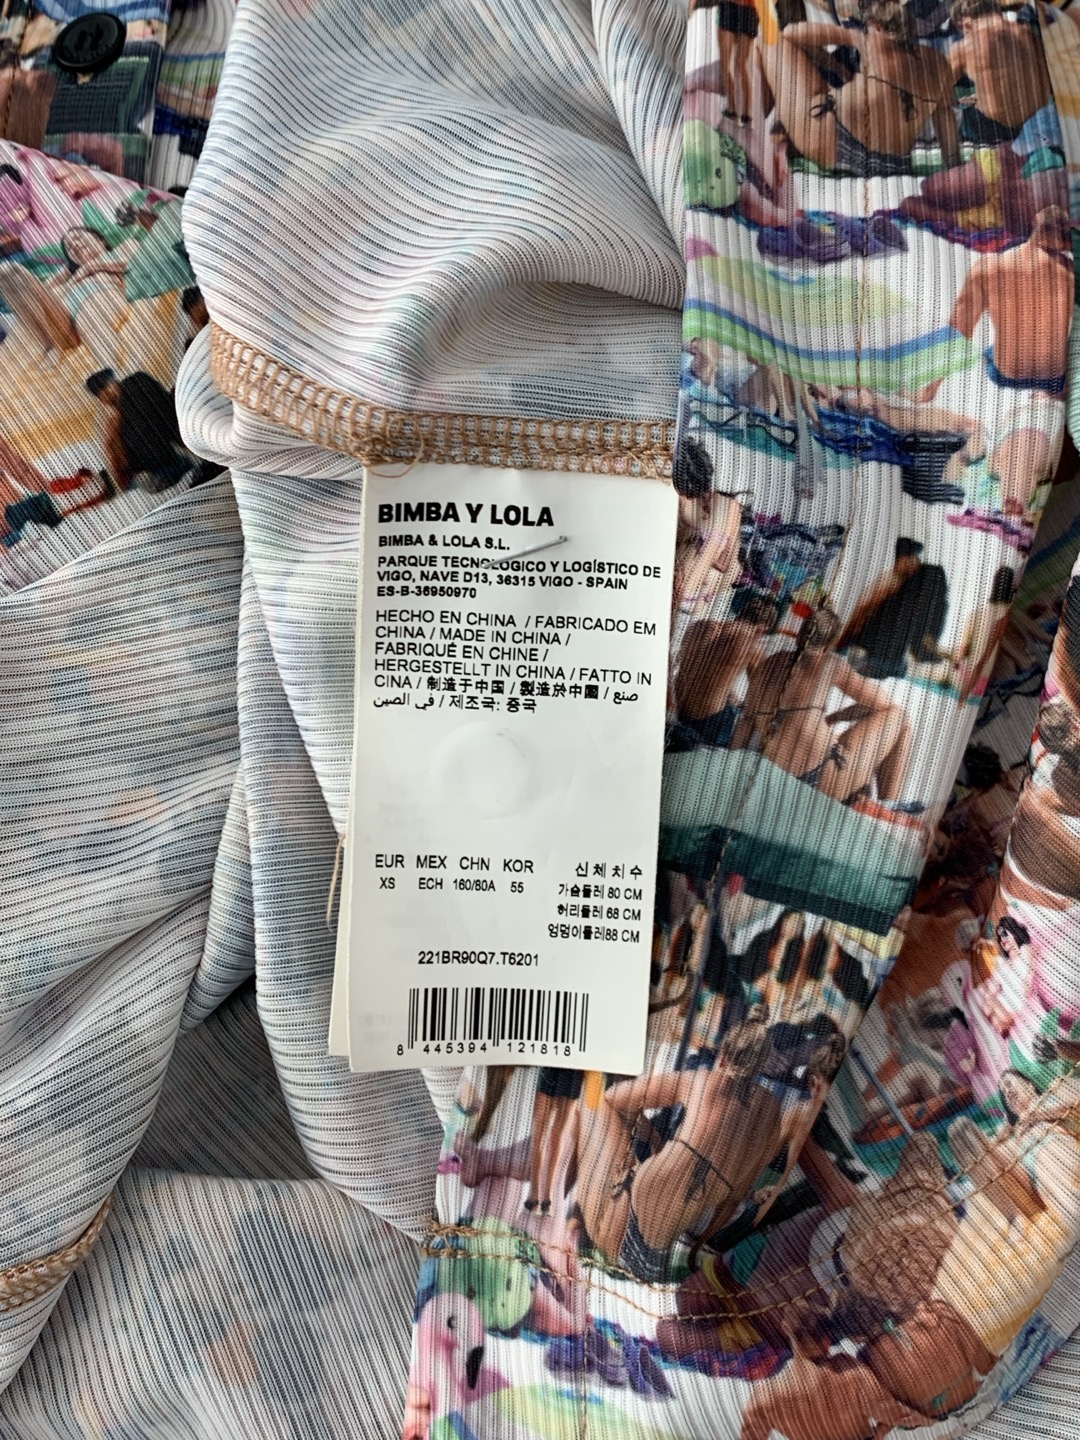 BIMBA Y LOLA
BIMBA & LOLA S.L.
PARQUE TECNOLOGICO Y LOGÍSTICO DE
VIGO, NAVE D13, 36315 VIGO - SPAIN
ES-B-36950970
HECHO EN CHINA / FABRICADO EM
CHINA / MADE IN CHINA /
FABRIQUÉ EN CHINE /
HERGESTELLT IN CHINA / FATTO IN
CINA / 制造于中国 / 製造於中國 / صنع
في الصين / 제조국: 중국
EUR MEX CHN KOR 신체치수
XS ECH 160/80A 55 가슴둘레 80 CM
허리둘레 68 CM
엉덩이둘레88 CM
221BR90Q7.T6201
8 445394 121818